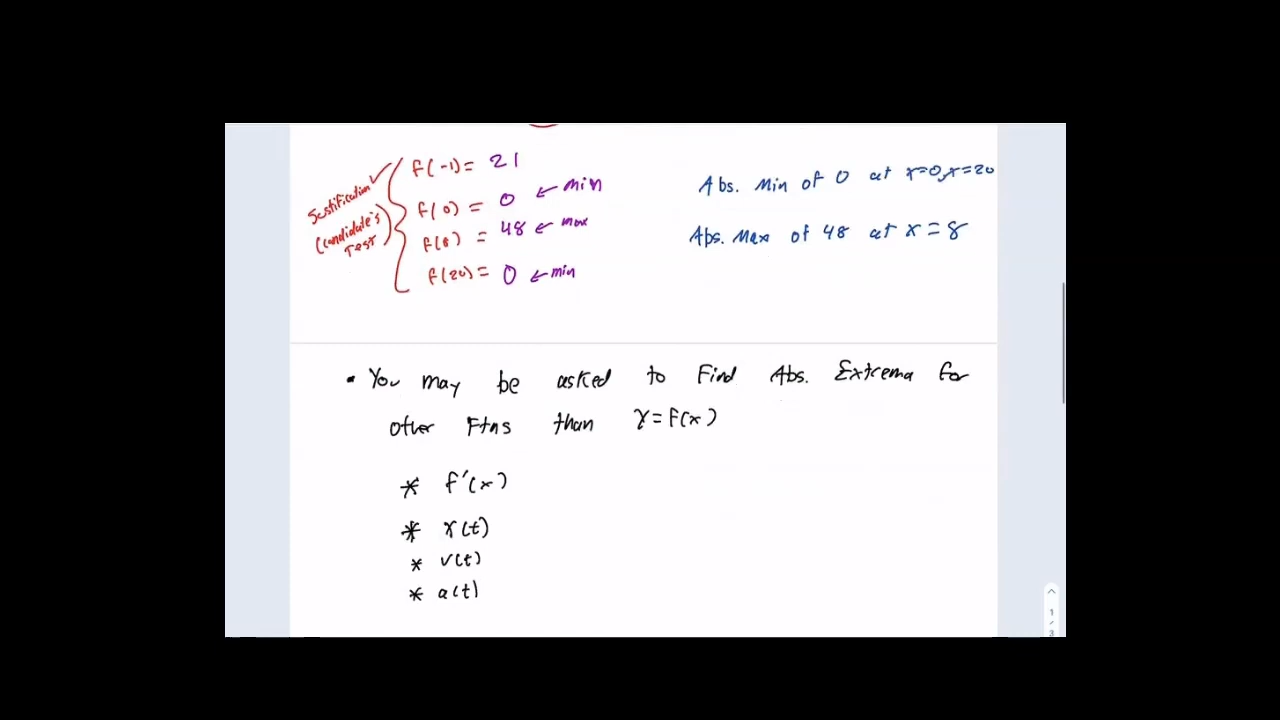 Justification ✓
(Candidate's
Test)
f(-1) = 21
f(0) = 0 ← min
f(8) = 48 ← max
f(20) = 0 ← min
Abs. Min of 0 at x=0, x=20
Abs. Max of 48 at x = 8
• You may be asked to Find Abs. Extrema for
other Ftns than y = f(x)
* f'(x)
* x(t)
* v(t)
* a(t)
1
/
3